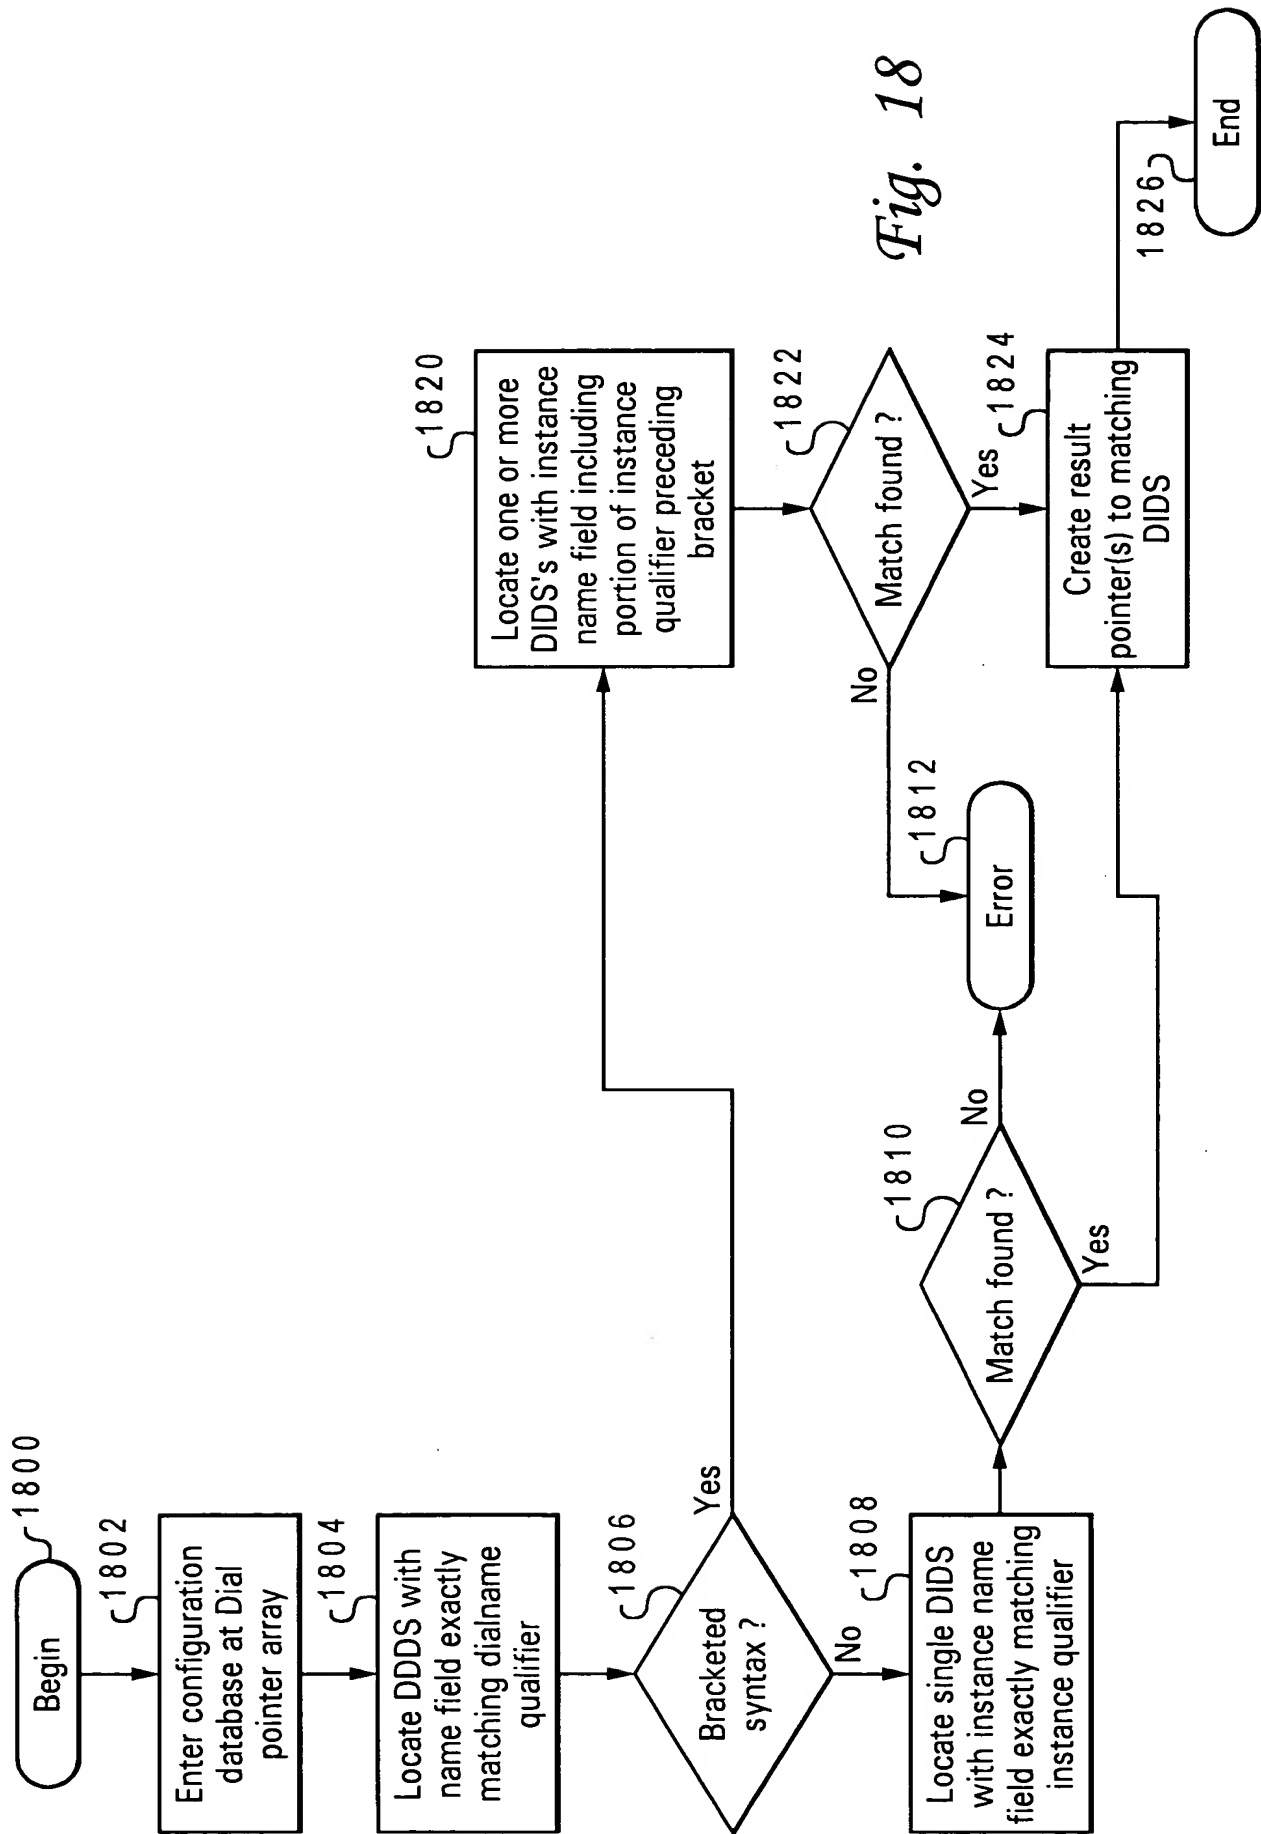 Begin
1800
1802
Enter configuration
database at Dial
pointer array
1804
Locate DDDS with
name field exactly
matching dialname
qualifier
1806
Bracketed
syntax ?
Yes
No
1808
Locate single DIDS
with instance name
field exactly matching
instance qualifier
1810
Match found ?
No
Yes
1812
Error
1820
Locate one or more
DIDS's with instance
name field including
portion of instance
qualifier preceding
bracket
1822
Match found ?
No
Yes
1824
Create result
pointer(s) to matching
DIDS
1826
End
Fig. 18